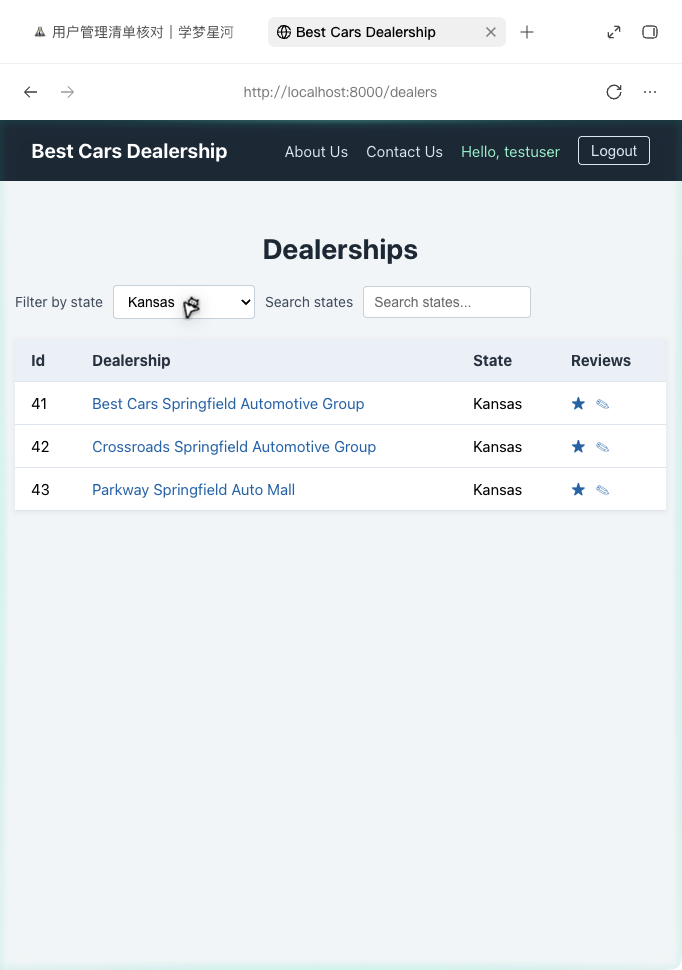 用户管理清单核对｜学梦星河
Best Cars Dealership
http://localhost:8000/dealers
Best Cars Dealership About Us Contact Us Hello, testuser Logout
Dealerships
Filter by state Kansas Search states Search states...
Id Dealership State Reviews
41 Best Cars Springfield Automotive Group Kansas
42 Crossroads Springfield Automotive Group Kansas
43 Parkway Springfield Auto Mall Kansas